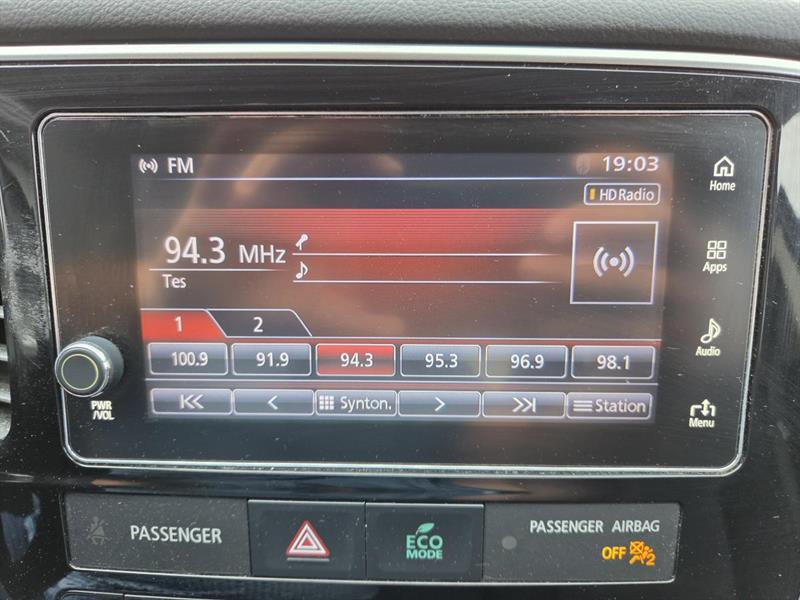 FM
19:03
HD Radio
Home
94.3 MHz
Tes
Apps
1
2
100.9
91.9
94.3
95.3
96.9
98.1
Audio
Synton.
Station
PWR
/VOL
Menu
PASSENGER
ECO
MODE
PASSENGER AIRBAG
OFF
2